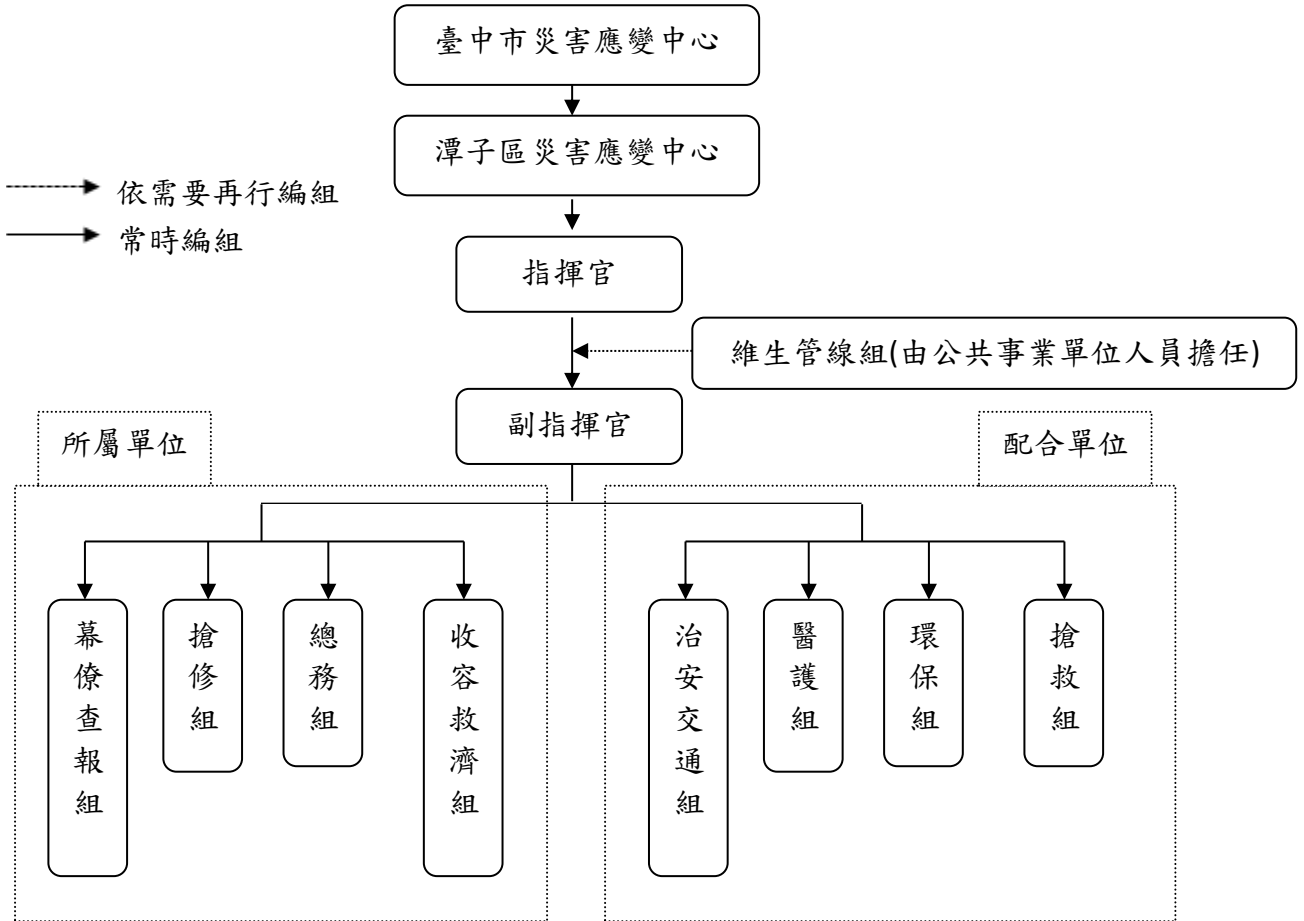 臺中市災害應變中心
潭子區災害應變中心
依需要再行編組
常時編組
指揮官
維生管線組(由公共事業單位人員擔任)
副指揮官
所屬單位
配合單位
幕僚查報組
搶修組
總務組
收容救濟組
治安交通組
醫護組
環保組
搶救組